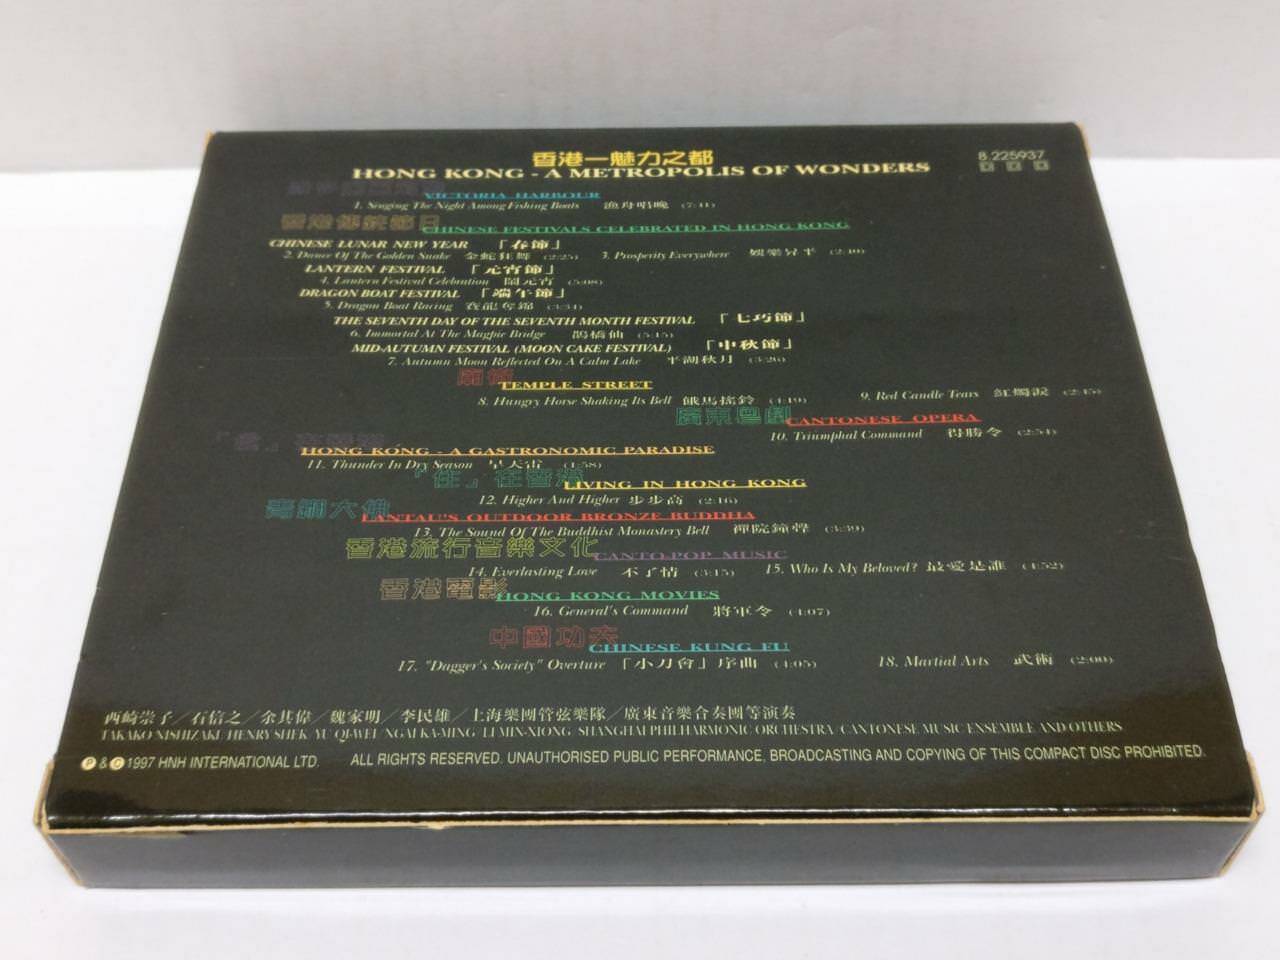 香港一魅力之都
8.225937
HONG KONG - A METROPOLIS OF WONDERS
D D D
VICTORIA HARBOUR
1. Singing The Night Among Fishing Boats 漁舟唱晚 (7:41)
香港傳統節日
CHINESE FESTIVALS CELEBRATED IN HONG KONG
CHINESE LUNAR NEW YEAR 「春節」
2. Dance Of The Golden Snake 金蛇狂舞 (2:25) 3. Prosperity Everywhere 娛樂昇平
LANTERN FESTIVAL 「元宵節」
4. Lantern Festival Celebration 鬧元宵 (5:08)
DRAGON BOAT FESTIVAL 「端午節」
5. Dragon Boat Racing 賽龍奪錦
THE SEVENTH DAY OF THE SEVENTH MONTH FESTIVAL 「七巧節」
6. Immortal At The Magpie Bridge 鵲橋仙 (5:15)
MID-AUTUMN FESTIVAL (MOON CAKE FESTIVAL) 「中秋節」
7. Autumn Moon Reflected On A Calm Lake 平湖秋月
廟街
TEMPLE STREET
8. Hungry Horse Shaking Its Bell 餓馬搖鈴 (4:19) 9. Red Candle Tears 紅燭淚 (2:45)
廣東粵劇
CANTONESE OPERA
10. Triumphal Command 得勝令 (2:54)
HONG KONG - A GASTRONOMIC PARADISE
11. Thunder In Dry Season 旱天雷 (1:58)
「住」在香港
LIVING IN HONG KONG
12. Higher And Higher 步步高 (2:16)
青銅大佛
LANTAU'S OUTDOOR BRONZE BUDDHA
13. The Sound Of The Buddhist Monastery Bell 禪院鐘聲 (3:39)
香港流行音樂文化
CANTO-POP MUSIC
14. Everlasting Love 不了情 (3:15) 15. Who Is My Beloved? 最愛是誰 (4:52)
香港電影
HONG KONG MOVIES
16. General's Command 將軍令 (4:07)
中國功夫
CHINESE KUNG FU
17. "Dagger's Society" Overture 「小刀會」序曲 (4:05) 18. Martial Arts 武術 (2:00)
西崎崇子／石信之／余其偉／魏家明／李民雄／上海樂團管弦樂隊／廣東音樂合奏團等演奏
TAKAKO NISHIZAKI/HENRY SHEK/YU QI-WEI/NGAI KA-MING/LI MIN-XIONG/SHANGHAI PHILHARMONIC ORCHESTRA/CANTONESE MUSIC ENSEMBLE AND OTHERS
Ⓟ & © 1997 HNH INTERNATIONAL LTD. ALL RIGHTS RESERVED. UNAUTHORISED PUBLIC PERFORMANCE, BROADCASTING AND COPYING OF THIS COMPACT DISC PROHIBITED.